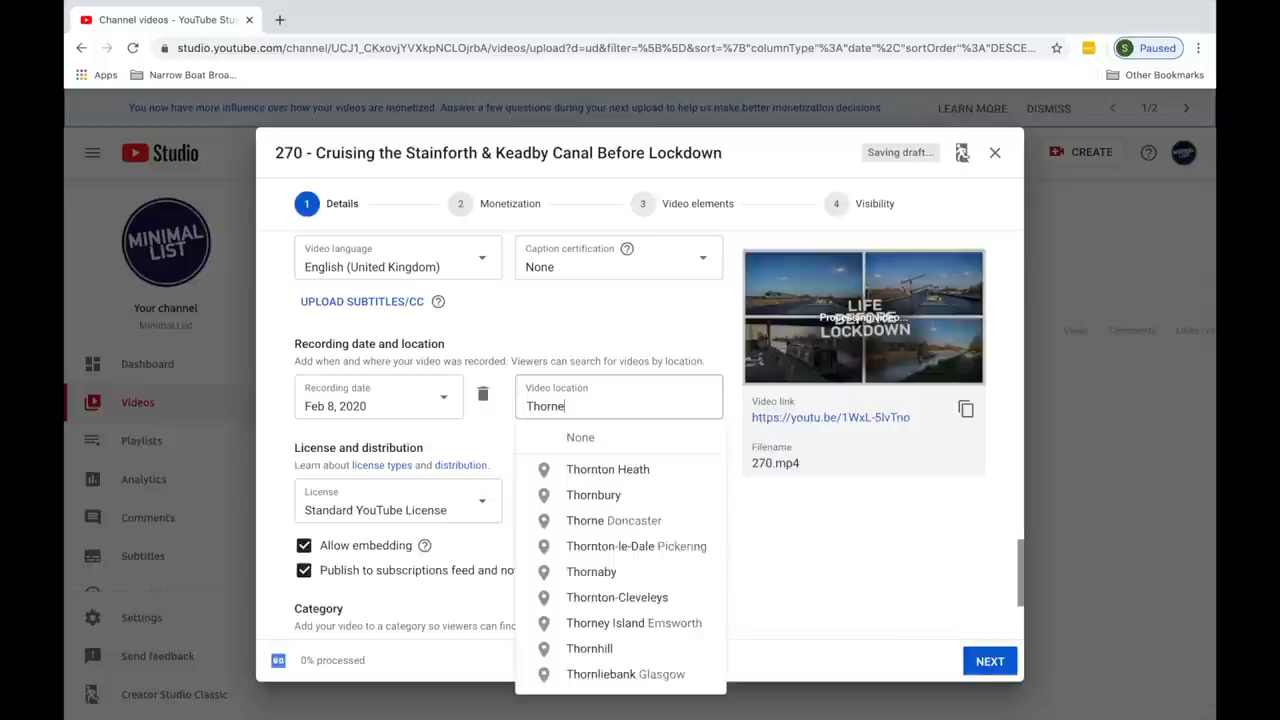 Channel videos - YouTube Stu
studio.youtube.com/channel/UCJ1_CKxovjYVXkpNCLOjrbA/videos/upload?d=ud&filter=%5B%5D&sort=%7B"columnType"%3A"date"%2C"sortOrder"%3A"DESCE...
S Paused
Apps Narrow Boat Broa... Other Bookmarks
You now have more influence over how your videos are monetized. Answer a few questions during your next upload to help us make better monetization decisions LEARN MORE DISMISS 1/2
Studio
CREATE
270 - Cruising the Stainforth & Keadby Canal Before Lockdown
Saving draft...
1 Details 2 Monetization 3 Video elements 4 Visibility
MINIMAL
LIST
Your channel
MinimalList
Dashboard
Videos
Playlists
Analytics
Comments
Subtitles
Settings
Send feedback
Creator Studio Classic
Video language
English (United Kingdom)
Caption certification
None
UPLOAD SUBTITLES/CC
Recording date and location
Add when and where your video was recorded. Viewers can search for videos by location.
Recording date
Feb 8, 2020
Video location
Thorne
None
Thornton Heath
Thornbury
Thorne Doncaster
Thornton-le-Dale Pickering
Thornaby
Thornton-Cleveleys
Thorney Island Emsworth
Thornhill
Thornliebank Glasgow
License and distribution
Learn about license types and distribution.
License
Standard YouTube License
Allow embedding
Publish to subscriptions feed and no
Category
Add your video to a category so viewers can find
LIFE
BEFORE
LOCKDOWN
Processing video...
Video link
https://youtu.be/1WxL-5lvTno
Filename
270.mp4
Views Comments Likes
0% processed
NEXT